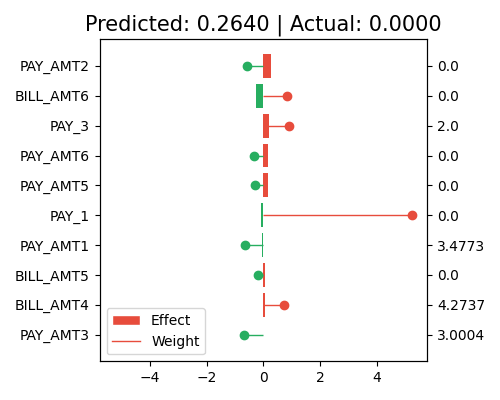 Predicted: 0.2640 | Actual: 0.0000
PAY_AMT2 0.0
BILL_AMT6 0.0
PAY_3 2.0
PAY_AMT6 0.0
PAY_AMT5 0.0
PAY_1 0.0
PAY_AMT1 3.4773
BILL_AMT5 0.0
BILL_AMT4 4.2737
PAY_AMT3 3.0004
Effect
Weight
−4 −2 0 2 4